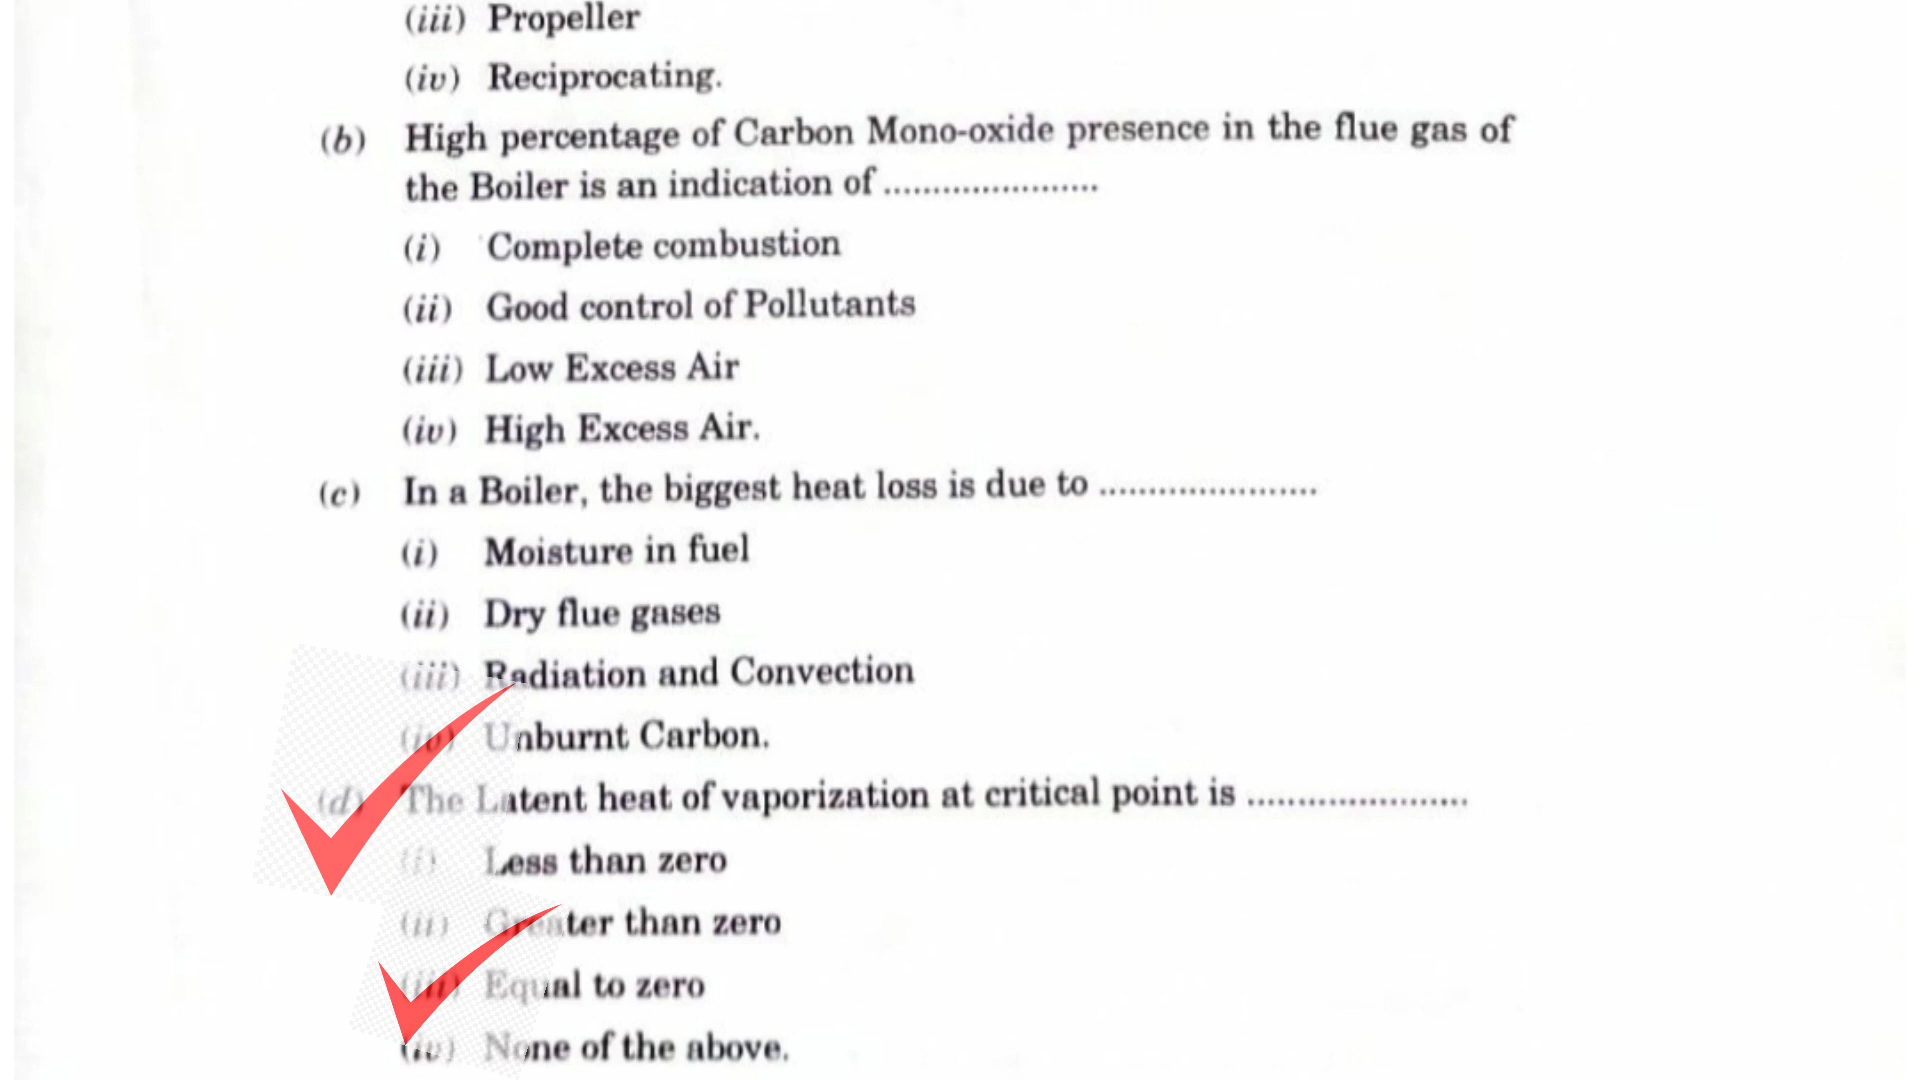 (iii) Propeller
(iv) Reciprocating.
(b) High percentage of Carbon Mono-oxide presence in the flue gas of
the Boiler is an indication of ......................
(i) Complete combustion
(ii) Good control of Pollutants
(iii) Low Excess Air
(iv) High Excess Air.
(c) In a Boiler, the biggest heat loss is due to ......................
(i) Moisture in fuel
(ii) Dry flue gases
(iii) Radiation and Convection
(iv) Unburnt Carbon.
(d) The Latent heat of vaporization at critical point is ......................
(i) Less than zero
(ii) Greater than zero
(iii) Equal to zero
(iv) None of the above.